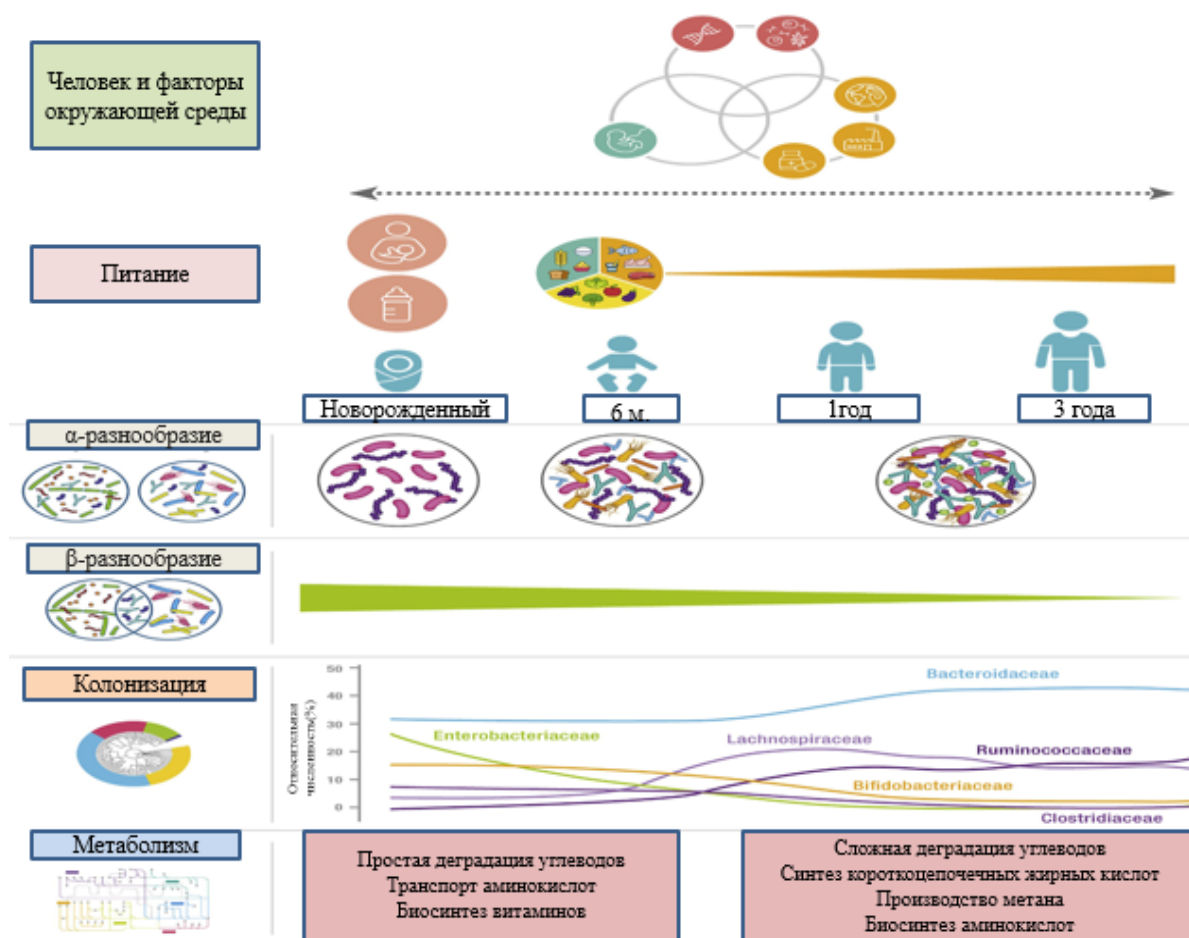 Человек и факторы
окружающей среды
Питание
Новорожденный
6 м.
1год
3 года
α-разнообразие
β-разнообразие
Колонизация
Относительная
численность(%)
50
40
30
20
10
0
Bacteroidaceae
Enterobacteriaceae
Lachnospiraceae
Ruminococcaceae
Bifidobacteriaceae
Clostridiaceae
Метаболизм
Простая деградация углеводов
Транспорт аминокислот
Биосинтез витаминов
Сложная деградация углеводов
Синтез короткоцепочечных жирных кислот
Производство метана
Биосинтез аминокислот